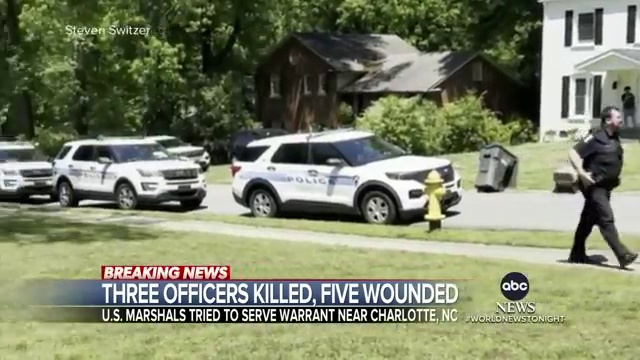 Steven Switzer
POLICE
BREAKING NEWS
THREE OFFICERS KILLED, FIVE WOUNDED
U.S. MARSHALS TRIED TO SERVE WARRANT NEAR CHARLOTTE, NC
abc
NEWS
#WORLDNEWSTONIGHT